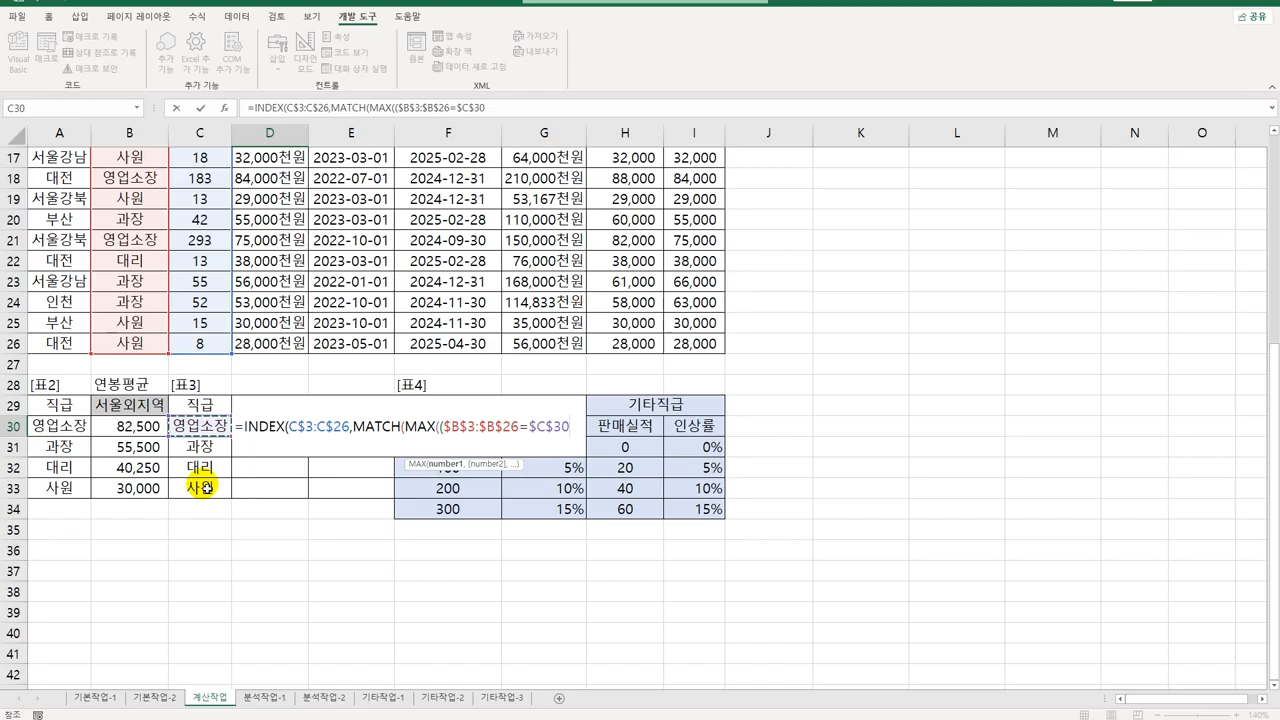 파일 홈 삽입 페이지 레이아웃 수식 데이터 검토 보기 개발 도구 도움말 공유
Visual Basic 매크로 매크로 기록 상대 참조로 기록 매크로 보안
추가 기능 Excel 추가 기능 COM 추가 기능
삽입 디자인 모드 속성 코드 보기 대화 상자 실행
원본 맵 속성 확장 팩 데이터 새로 고침 가져오기 내보내기
코드 추가 기능 컨트롤 XML
C30 =INDEX(C$3:C$26,MATCH(MAX(($B$3:$B$26=$C$30
A B C D E F G H I J K L M N O
17 서울강남 사원 18 32,000천원 2023-03-01 2025-02-28 64,000천원 32,000 32,000
18 대전 영업소장 183 84,000천원 2022-07-01 2024-12-31 210,000천원 88,000 84,000
19 서울강북 사원 13 29,000천원 2023-03-01 2024-12-31 53,167천원 29,000 29,000
20 부산 과장 42 55,000천원 2023-03-01 2025-02-28 110,000천원 60,000 55,000
21 서울강북 영업소장 293 75,000천원 2022-10-01 2024-09-30 150,000천원 82,000 75,000
22 대전 대리 13 38,000천원 2023-03-01 2025-02-28 76,000천원 38,000 38,000
23 서울강남 과장 55 56,000천원 2022-01-01 2024-12-31 168,000천원 61,000 66,000
24 인천 과장 52 53,000천원 2022-10-01 2024-11-30 114,833천원 58,000 63,000
25 부산 사원 15 30,000천원 2023-10-01 2024-11-30 35,000천원 30,000 30,000
26 대전 사원 8 28,000천원 2023-05-01 2025-04-30 56,000천원 28,000 28,000
27
28 [표2] 연봉평균 [표3] [표4]
29 직급 서울외지역 직급 기타직급
30 영업소장 82,500 영업소장 =INDEX(C$3:C$26,MATCH(MAX(($B$3:$B$26=$C$30 판매실적 인상률
31 과장 55,500 과장 0 0%
MAX(number1, [number2], ...)
32 대리 40,250 대리 5% 20 5%
33 사원 30,000 사원 200 10% 40 10%
34 300 15% 60 15%
35
36
37
38
39
40
41
42
기본작업-1 기본작업-2 계산작업 분석작업-1 분석작업-2 기타작업-1 기타작업-2 기타작업-3
참조 140%